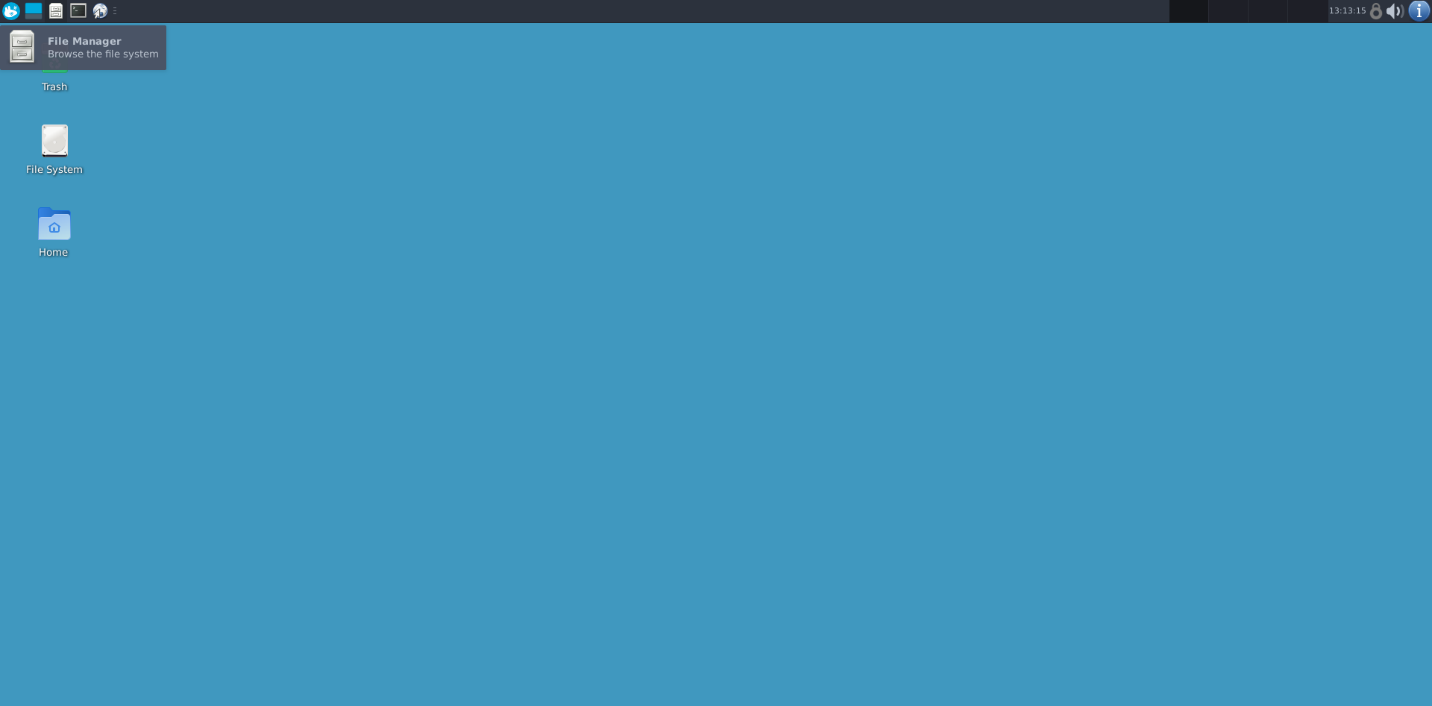 13:13:15
File Manager
Browse the file system
Trash
File System
Home